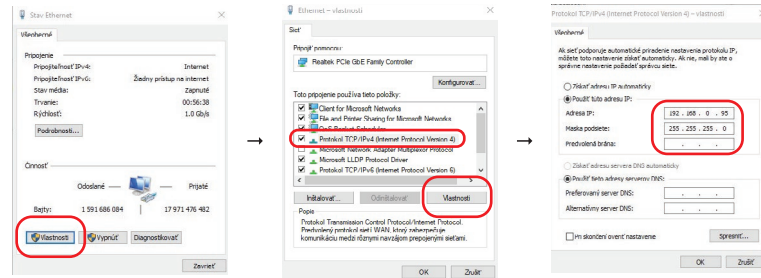 Stav Ethernet
Všeobecné
Pripojenie
Pripojiteľnosť IPv4: Internet
Pripojiteľnosť IPv6: Žiadny prístup na internet
Stav média: Zapnuté
Trvanie: 00:56:38
Rýchlosť: 1.0 Gb/s
Podrobnosti...
Činnosť
Odoslané — — Prijaté
Bajty: 1 591 686 084 | 17 971 476 482
Vlastnosti Vypnúť Diagnostikovať
Zavrieť
→
Ethernet – vlastnosti
Sieť
Pripojiť pomocou:
Realtek PCIe GbE Family Controller
Konfigurovať...
Toto pripojenie používa tieto položky:
Client for Microsoft Networks
File and Printer Sharing for Microsoft Networks
QoS Packet Scheduler
Protokol TCP/IPv4 (Internet Protocol Version 4)
Microsoft Network Adapter Multiplexor Protocol
Microsoft LLDP Protocol Driver
Protokol TCP/IPv6 (Internet Protocol Version 6)
Inštalovať... Odinštalovať Vlastnosti
Popis
Protokol Transmission Control Protocol/Internet Protocol.
Predvolený protokol sietí WAN, ktorý zabezpečuje
komunikáciu medzi rôznymi navzájom prepojenými sieťami.
OK Zrušiť
→
Protokol TCP/IPv4 (Internet Protocol Version 4) – vlastnosti
Všeobecné
Ak sieť podporuje automatické priradenie nastavenia protokolu IP,
môžete toto nastavenie získať automaticky. Ak nie, mali by ste o
správne nastavenie požiadať správcu siete.
Získať adresu IP automaticky
Použiť túto adresu IP:
Adresa IP: 192 . 168 . 0 . 95
Maska podsiete: 255 . 255 . 255 . 0
Predvolená brána: . . .
Získať adresu servera DNS automaticky
Použiť tieto adresy serverov DNS:
Preferovaný server DNS: . . .
Alternatívny server DNS: . . .
Pri skončení overiť nastavenie
Spresniť...
OK Zrušiť